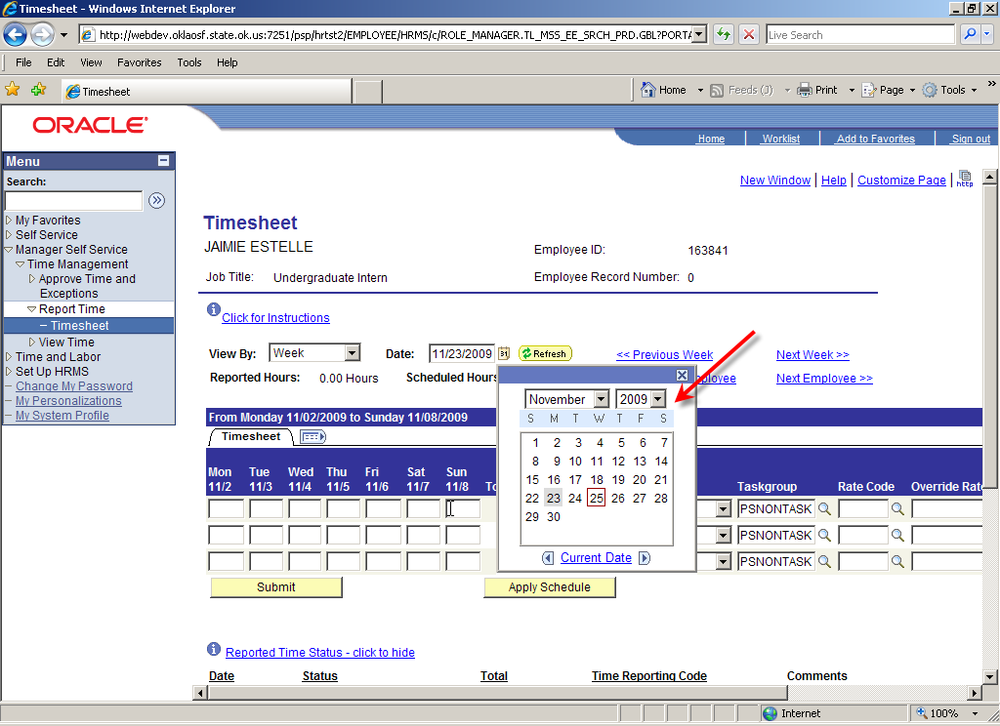 Timesheet - Windows Internet Explorer
http://webdev.oklaosf.state.ok.us:7251/psp/hrtst2/EMPLOYEE/HRMS/c/ROLE_MANAGER.TL_MSS_EE_SRCH_PRD.GBL?PORTA
Live Search
File Edit View Favorites Tools Help
Timesheet
Home Feeds (J) Print Page Tools
ORACLE
Home Worklist Add to Favorites Sign out
Menu
Search:
My Favorites
Self Service
Manager Self Service
Time Management
Approve Time and
Exceptions
Report Time
Timesheet
View Time
Time and Labor
Set Up HRMS
Change My Password
My Personalizations
My System Profile
New Window | Help | Customize Page | http
Timesheet
JAIMIE ESTELLE Employee ID: 163841
Job Title: Undergraduate Intern Employee Record Number: 0
Click for Instructions
View By: Week Date: 11/23/2009 31 Refresh << Previous Week Next Week >>
Reported Hours: 0.00 Hours Scheduled Hours Next Employee >>
November 2009
S M T W T F S
1 2 3 4 5 6 7
8 9 10 11 12 13 14
15 16 17 18 19 20 21
22 23 24 25 26 27 28
29 30
Current Date
From Monday 11/02/2009 to Sunday 11/08/2009
Timesheet
Mon Tue Wed Thu Fri Sat Sun
11/2 11/3 11/4 11/5 11/6 11/7 11/8 Taskgroup Rate Code Override Rate
PSNONTASK
PSNONTASK
PSNONTASK
Submit Apply Schedule
Reported Time Status - click to hide
Date Status Total Time Reporting Code Comments
Internet 100%